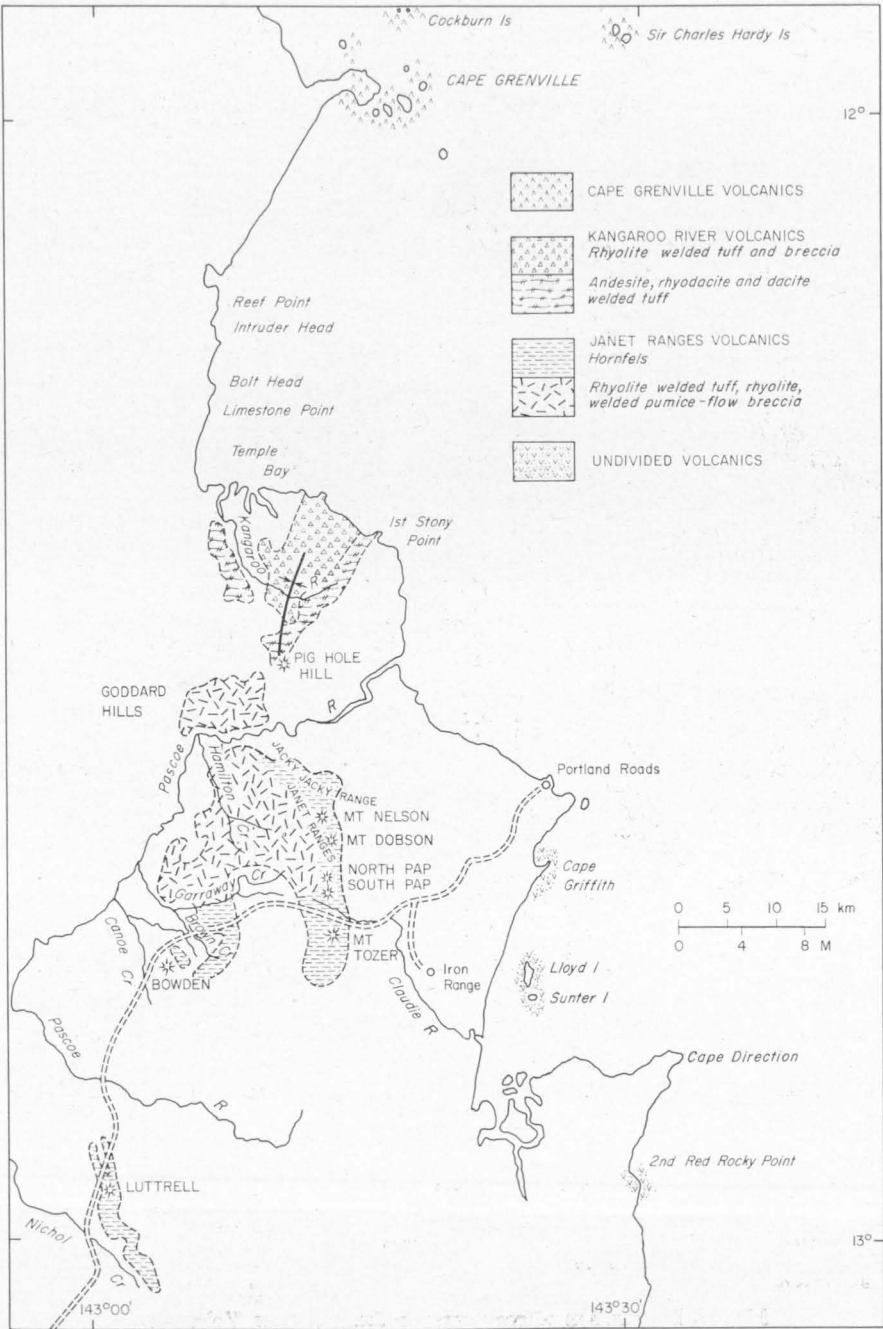 Cockburn Is
Sir Charles Hardy Is
CAPE GRENVILLE
12°
CAPE GRENVILLE VOLCANICS
KANGAROO RIVER VOLCANICS
Rhyolite welded tuff and breccia
Andesite, rhyodacite and dacite
welded tuff
JANET RANGES VOLCANICS
Hornfels
Rhyolite welded tuff, rhyolite,
welded pumice-flow breccia
UNDIVIDED VOLCANICS
Reef Point
Intruder Head
Bolt Head
Limestone Point
Temple
Bay
1st Stony
Point
Kangaroo
R
PIG HOLE
HILL
GODDARD
HILLS
R
Pascoe
Hamilton
Cr
JACKY JACKY RANGE
JANET RANGES
MT NELSON
MT DOBSON
NORTH PAP
SOUTH PAP
Portland Roads
Cape
Griffith
Garraway
Cr
Brown
Cr
Canoe
Cr
BOWDEN
MT
TOZER
Iron
Range
Claudie
R
Lloyd I
Sunter I
0 5 10 15 km
0 4 8 M
Pascoe
R
Cape Direction
2nd Red Rocky Point
LUTTRELL
Nichol
Cr
13°
143°00'
143°30'